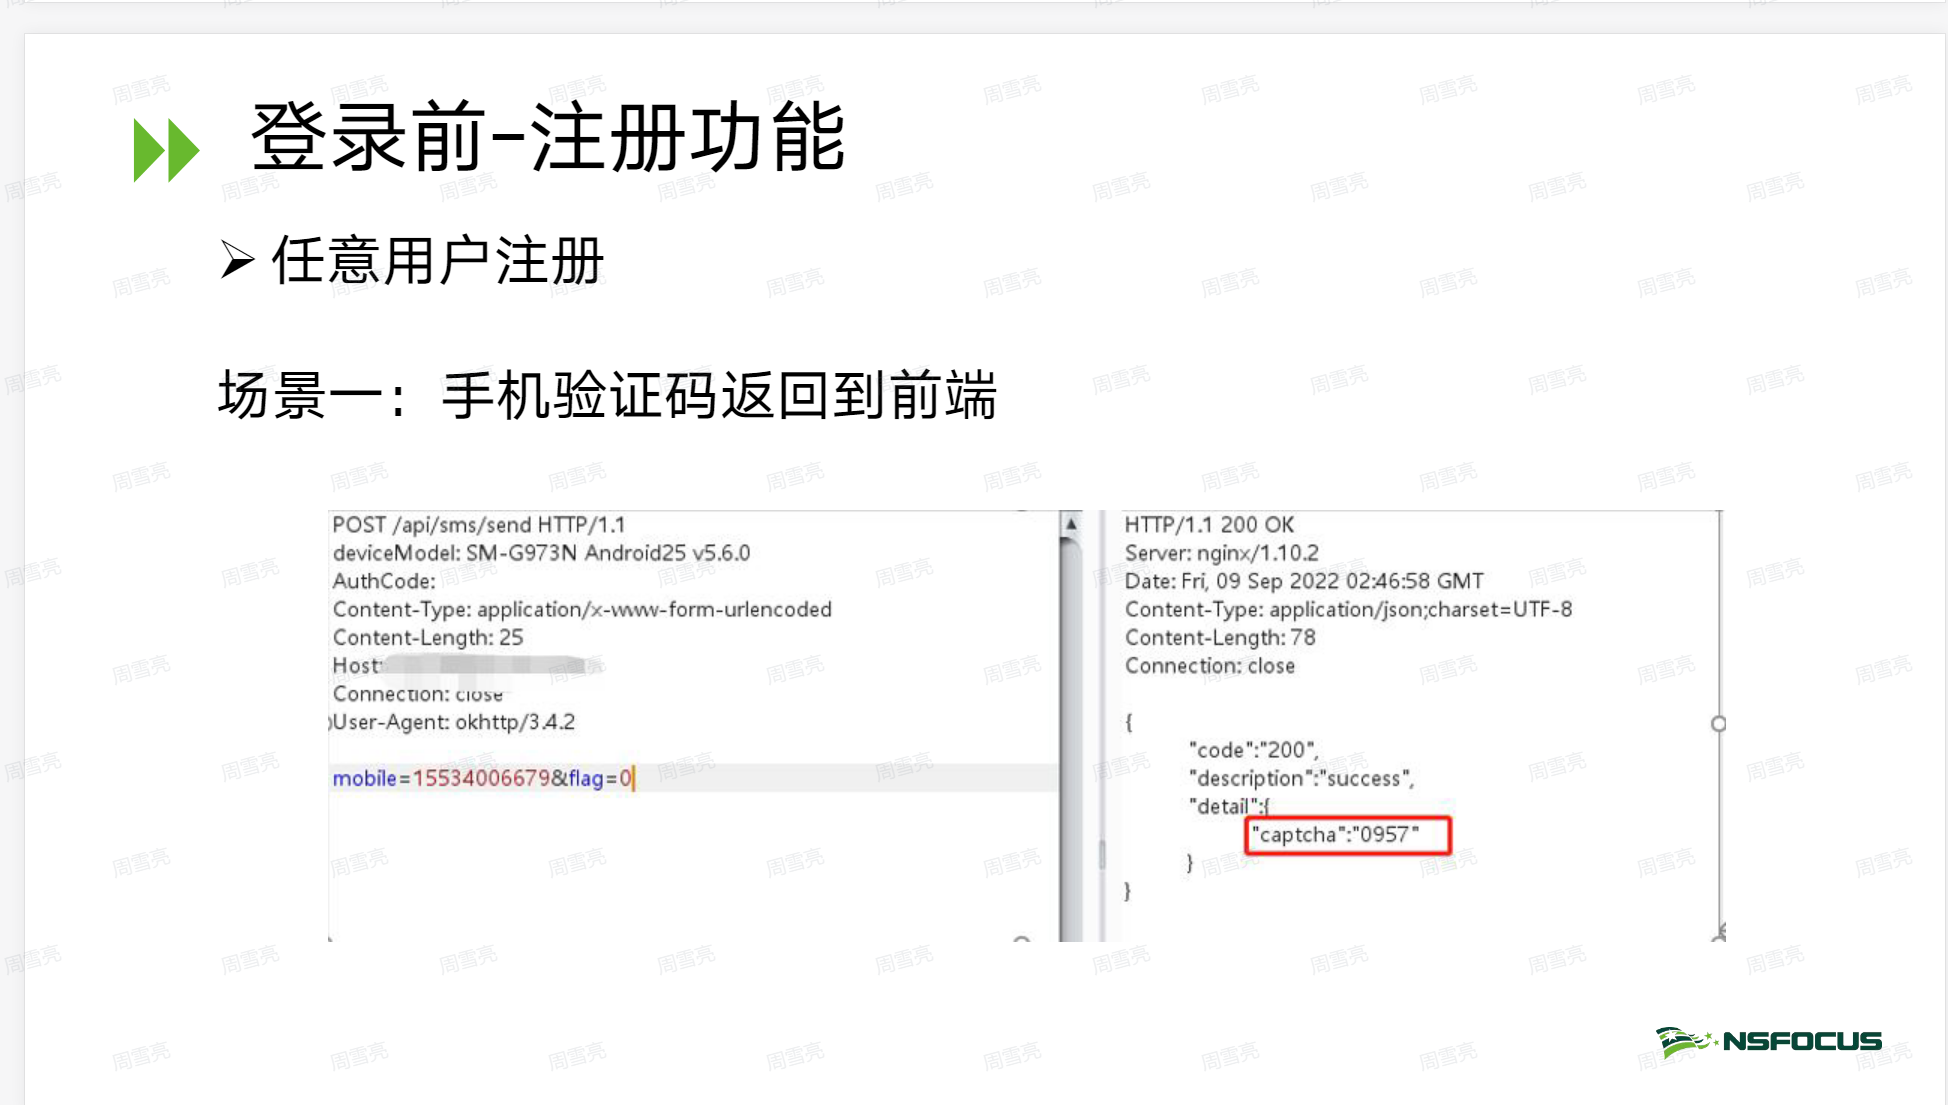 登录前-注册功能
➢ 任意用户注册
场景一：手机验证码返回到前端
POST /api/sms/send HTTP/1.1
deviceModel: SM-G973N Android25 v5.6.0
AuthCode:
Content-Type: application/x-www-form-urlencoded
Content-Length: 25
Host:
Connection: close
User-Agent: okhttp/3.4.2
mobile=15534006679&flag=0
HTTP/1.1 200 OK
Server: nginx/1.10.2
Date: Fri, 09 Sep 2022 02:46:58 GMT
Content-Type: application/json;charset=UTF-8
Content-Length: 78
Connection: close
{
"code":"200",
"description":"success",
"detail":{
"captcha":"0957"
}
}
NSFOCUS
周雪亮